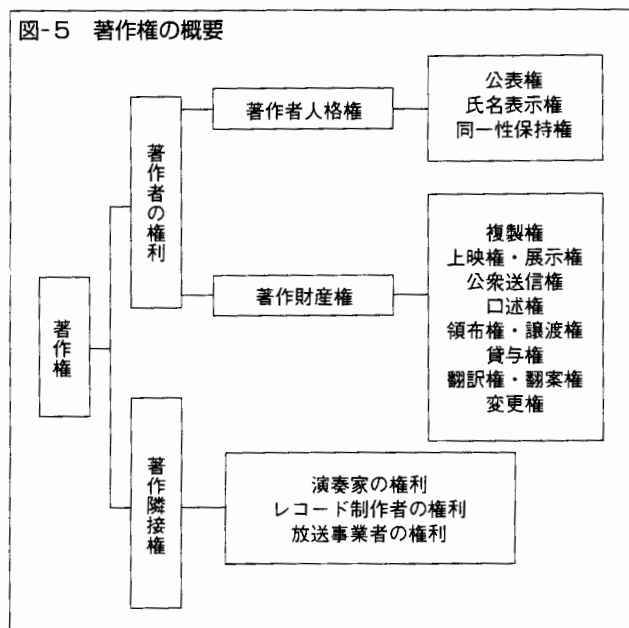 図-5 著作権の概要
著作権
著作者の権利
著作者人格権
公表権
氏名表示権
同一性保持権
著作財産権
複製権
上映権・展示権
公衆送信権
口述権
領布権・譲渡権
貸与権
翻訳権・翻案権
変更権
著作隣接権
演奏家の権利
レコード制作者の権利
放送事業者の権利